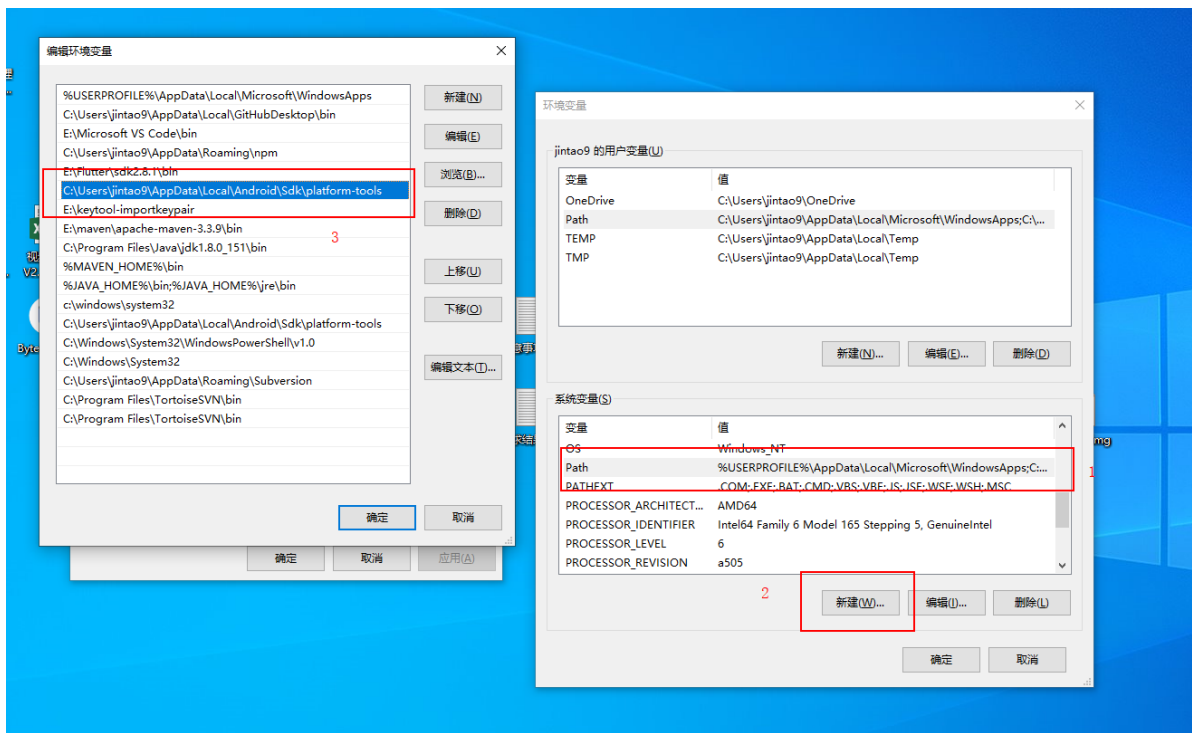 编辑环境变量
%USERPROFILE%\AppData\Local\Microsoft\WindowsApps
C:\Users\jintao9\AppData\Local\GitHubDesktop\bin
E:\Microsoft VS Code\bin
C:\Users\jintao9\AppData\Roaming\npm
E:\Flutter\sdk2.8.1\bin
C:\Users\jintao9\AppData\Local\Android\Sdk\platform-tools
E:\keytool-importkeypair
E:\maven\apache-maven-3.3.9\bin
C:\Program Files\Java\jdk1.8.0_151\bin
%MAVEN_HOME%\bin
%JAVA_HOME%\bin;%JAVA_HOME%\jre\bin
c:\windows\system32
C:\Users\jintao9\AppData\Local\Android\Sdk\platform-tools
C:\Windows\System32\WindowsPowerShell\v1.0
C:\Windows\System32
C:\Users\jintao9\AppData\Roaming\Subversion
C:\Program Files\TortoiseSVN\bin
C:\Program Files\TortoiseSVN\bin
3
新建(N)
编辑(E)
浏览(B)...
删除(D)
上移(U)
下移(O)
编辑文本(T)...
确定 取消
确定 取消 应用(A)
V2.
Byte
环境变量
jintao9 的用户变量(U)
变量 值
OneDrive C:\Users\jintao9\OneDrive
Path C:\Users\jintao9\AppData\Local\Microsoft\WindowsApps;C:\...
TEMP C:\Users\jintao9\AppData\Local\Temp
TMP C:\Users\jintao9\AppData\Local\Temp
新建(N)... 编辑(E)... 删除(D)
系统变量(S)
变量 值
OS Windows_NT
Path %USERPROFILE%\AppData\Local\Microsoft\WindowsApps;C:...
PATHEXT .COM;.EXE;.BAT;.CMD;.VBS;.VBE;.JS;.JSE;.WSF;.WSH;.MSC
PROCESSOR_ARCHITECT... AMD64
PROCESSOR_IDENTIFIER Intel64 Family 6 Model 165 Stepping 5, GenuineIntel
PROCESSOR_LEVEL 6
PROCESSOR_REVISION a505
1
2
新建(W)... 编辑(I)... 删除(L)
确定 取消
mg